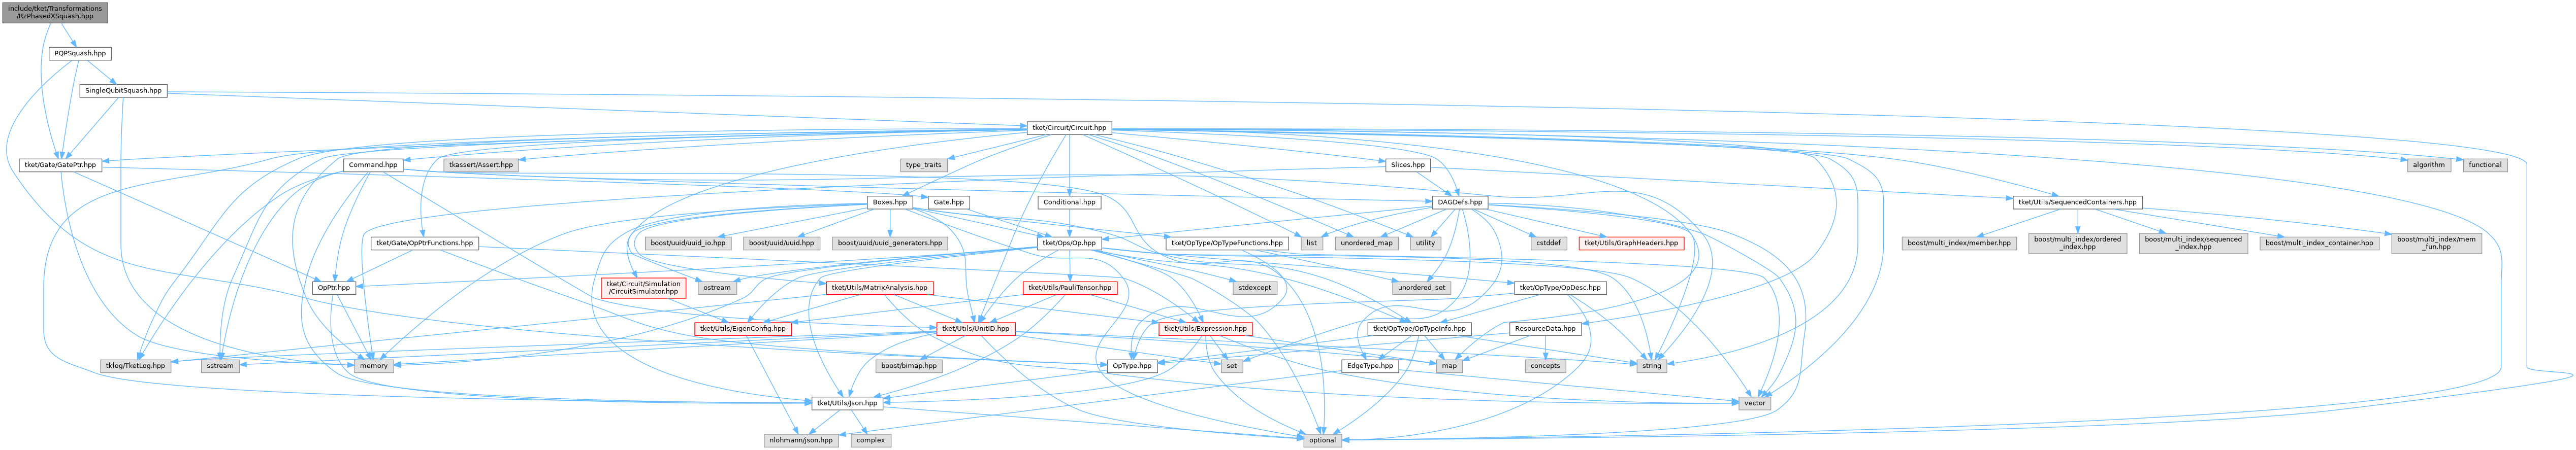 include/tket/Transformations
/RzPhasedXSquash.hpp
PQPSquash.hpp
SingleQubitSquash.hpp
tket/Circuit/Circuit.hpp
tket/Gate/GatePtr.hpp
Command.hpp
tkassert/Assert.hpp
type_traits
Slices.hpp
algorithm
functional
Boxes.hpp
Gate.hpp
Conditional.hpp
DAGDefs.hpp
tket/Utils/SequencedContainers.hpp
tket/Gate/OpPtrFunctions.hpp
boost/uuid/uuid_io.hpp
boost/uuid/uuid.hpp
boost/uuid/uuid_generators.hpp
tket/Ops/Op.hpp
tket/OpType/OpTypeFunctions.hpp
list
unordered_map
utility
cstddef
tket/Utils/GraphHeaders.hpp
boost/multi_index/member.hpp
boost/multi_index/ordered
_index.hpp
boost/multi_index/sequenced
_index.hpp
boost/multi_index_container.hpp
boost/multi_index/mem
_fun.hpp
OpPtr.hpp
tket/Circuit/Simulation
/CircuitSimulator.hpp
ostream
tket/Utils/MatrixAnalysis.hpp
tket/Utils/PauliTensor.hpp
stdexcept
unordered_set
tket/OpType/OpDesc.hpp
tket/Utils/EigenConfig.hpp
tket/Utils/UnitID.hpp
tket/Utils/Expression.hpp
tket/OpType/OpTypeInfo.hpp
ResourceData.hpp
tklog/TketLog.hpp
sstream
memory
boost/bimap.hpp
OpType.hpp
set
EdgeType.hpp
map
concepts
string
tket/Utils/Json.hpp
vector
nlohmann/json.hpp
complex
optional